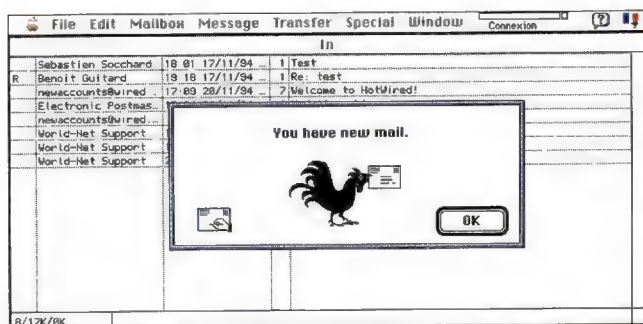 File Edit Mailbox Message Transfer Special Window Connexion
In
Sebastien Socchard 18 01 17/11/94 … 1 Test
R Benoit Guitard 19 18 17/11/94 … 1 Re: test
newaccounts@wired . 17:09 20/11/94 … 7 Welcome to HotWired!
Electronic Postmas…
newaccounts@wired…
World-Net Support
World-Net Support
World-Net Support
You have new mail.
OK
8/12K/0K